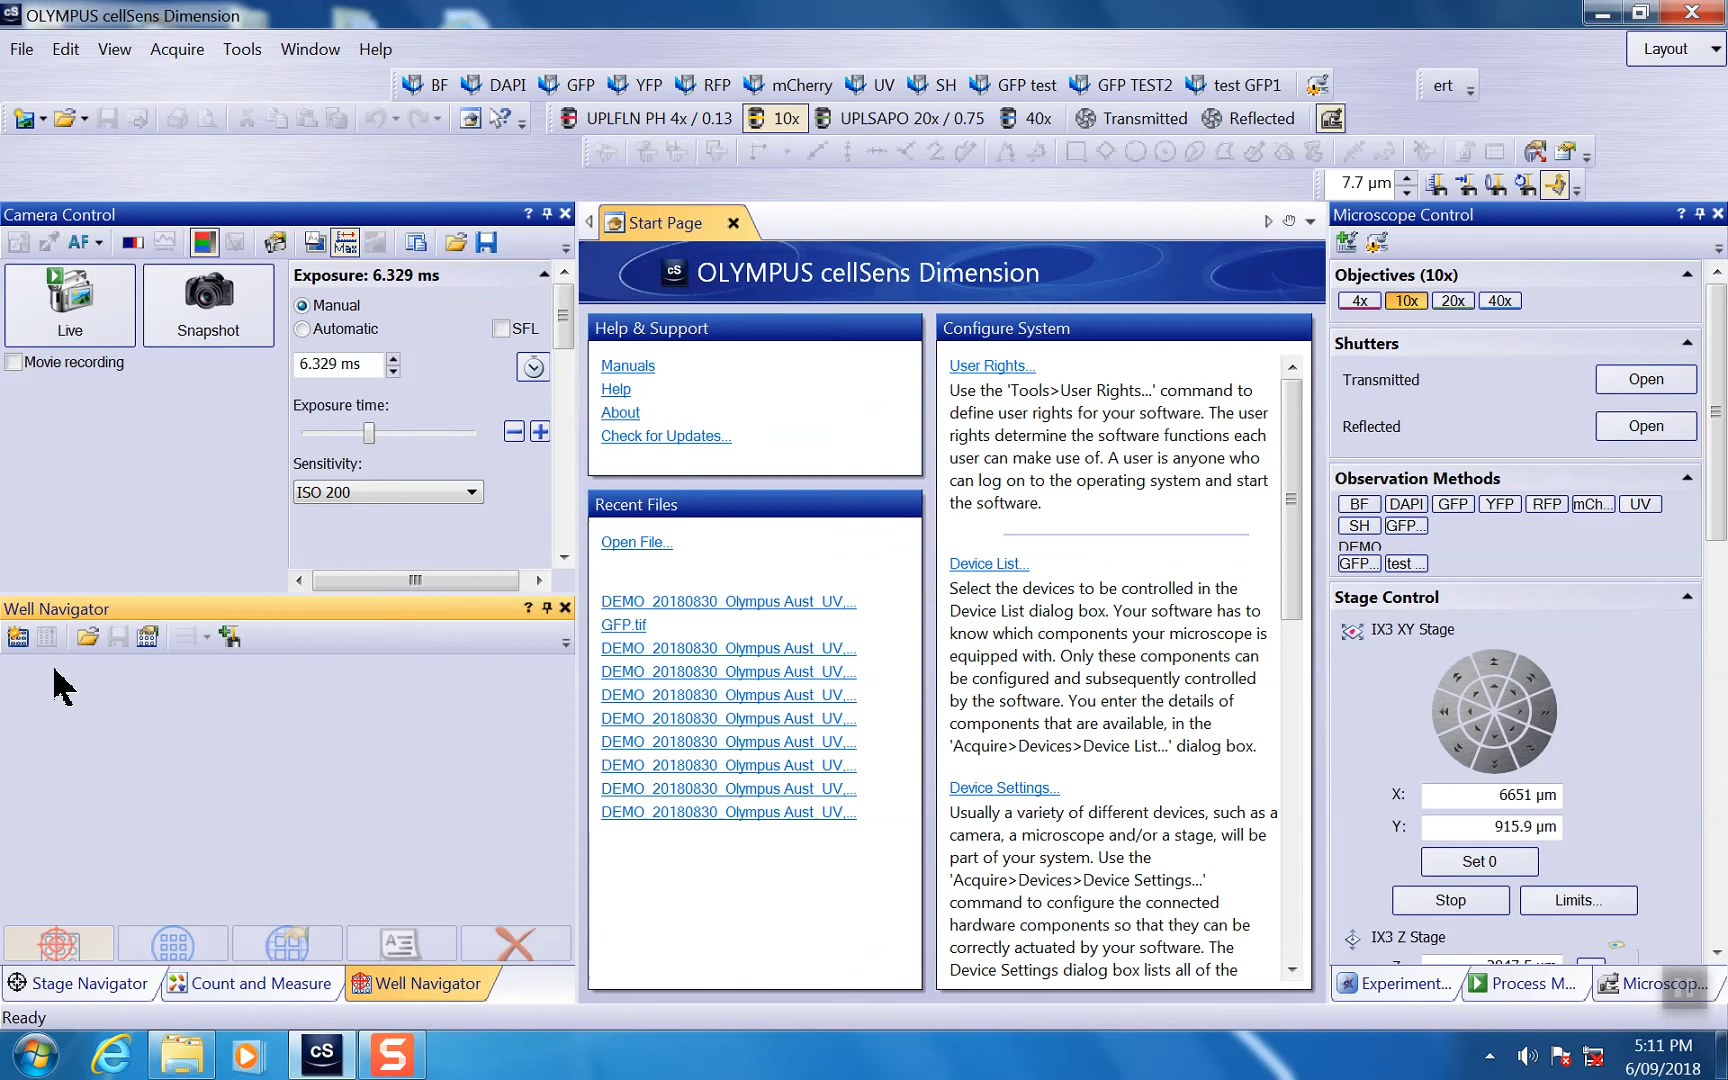 OLYMPUS cellSens Dimension
File Edit View Acquire Tools Window Help
Layout
BF DAPI GFP YFP RFP mCherry UV SH GFP test GFP TEST2 test GFP1 ert
UPLFLN PH 4x / 0.13 10x UPLSAPO 20x / 0.75 40x Transmitted Reflected
7.7 µm
Camera Control
AF
Max
Live
Snapshot
Movie recording
Exposure: 6.329 ms
Manual
Automatic
SFL
6.329 ms
Exposure time:
Sensitivity:
ISO 200
Well Navigator
Stage Navigator
Count and Measure
Well Navigator
Ready
Start Page
cS OLYMPUS cellSens Dimension
Help & Support
Manuals
Help
About
Check for Updates...
Recent Files
Open File...
DEMO_20180830_Olympus Aust_UV,...
GFP.tif
DEMO_20180830_Olympus Aust_UV,...
DEMO_20180830_Olympus Aust_UV,...
DEMO_20180830_Olympus Aust_UV,...
DEMO_20180830_Olympus Aust_UV,...
DEMO_20180830_Olympus Aust_UV,...
DEMO_20180830_Olympus Aust_UV,...
DEMO_20180830_Olympus Aust_UV,...
DEMO_20180830_Olympus Aust_UV,...
Configure System
User Rights...
Use the 'Tools>User Rights...' command to
define user rights for your software. The user
rights determine the software functions each
user can make use of. A user is anyone who
can log on to the operating system and start
the software.
Device List...
Select the devices to be controlled in the
Device List dialog box. Your software has to
know which components your microscope is
equipped with. Only these components can
be configured and subsequently controlled
by the software. You enter the details of
components that are available, in the
'Acquire>Devices>Device List...' dialog box.
Device Settings...
Usually a variety of different devices, such as a
camera, a microscope and/or a stage, will be
part of your system. Use the
'Acquire>Devices>Device Settings...'
command to configure the connected
hardware components so that they can be
correctly actuated by your software. The
Device Settings dialog box lists all of the
Microscope Control
Objectives (10x)
4x 10x 20x 40x
Shutters
Transmitted Open
Reflected Open
Observation Methods
BF DAPI GFP YFP RFP mCh... UV
SH GFP...
DEMO
GFP... test ...
Stage Control
IX3 XY Stage
X: 6651 µm
Y: 915.9 µm
Set 0
Stop Limits...
IX3 Z Stage
Experiment... Process M... Microscop...
cS
S
5:11 PM
6/09/2018